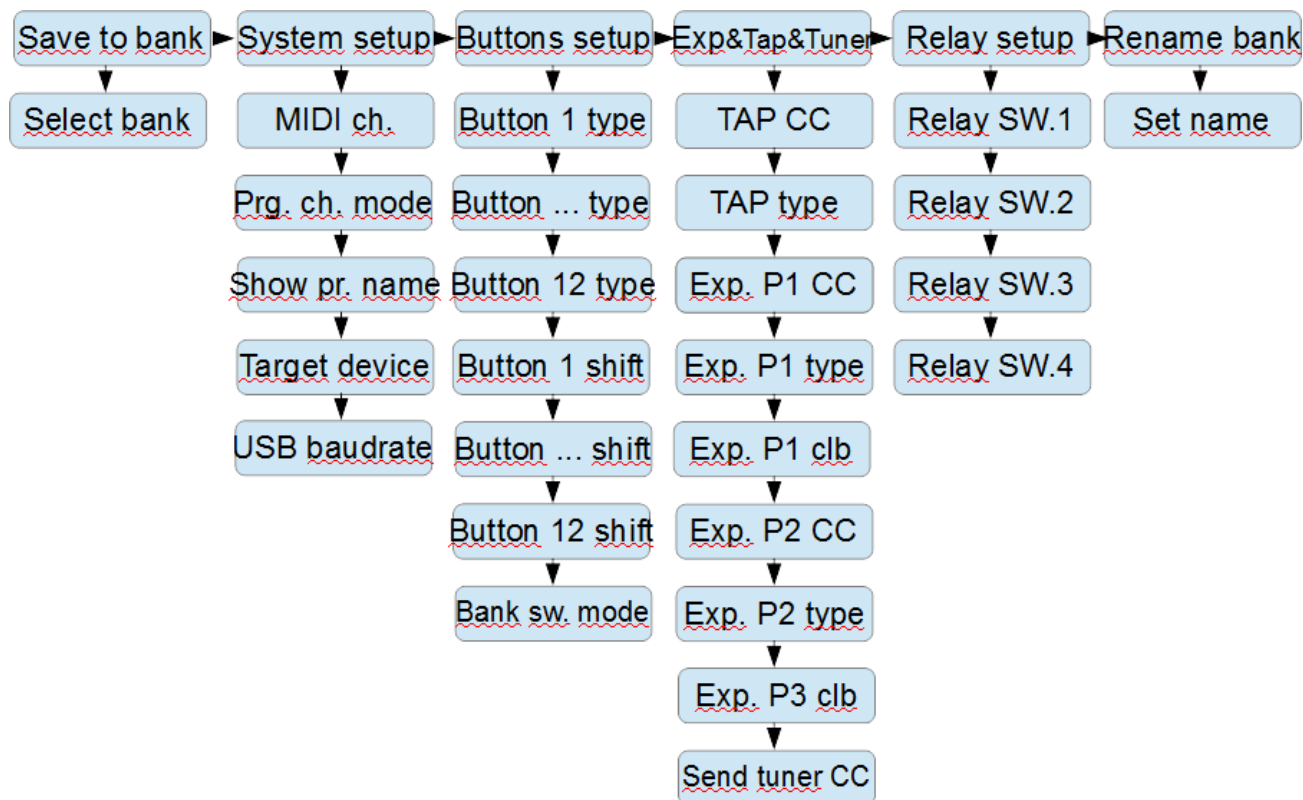 Save to bank
System setup
Buttons setup
Exp&Tap&Tuner
Relay setup
Rename bank
Select bank
MIDI ch.
Button 1 type
TAP CC
Relay SW.1
Set name
Prg. ch. mode
Button ... type
TAP type
Relay SW.2
Show pr. name
Button 12 type
Exp. P1 CC
Relay SW.3
Target device
Button 1 shift
Exp. P1 type
Relay SW.4
USB baudrate
Button ... shift
Exp. P1 clb
Button 12 shift
Exp. P2 CC
Bank sw. mode
Exp. P2 type
Exp. P3 clb
Send tuner CC